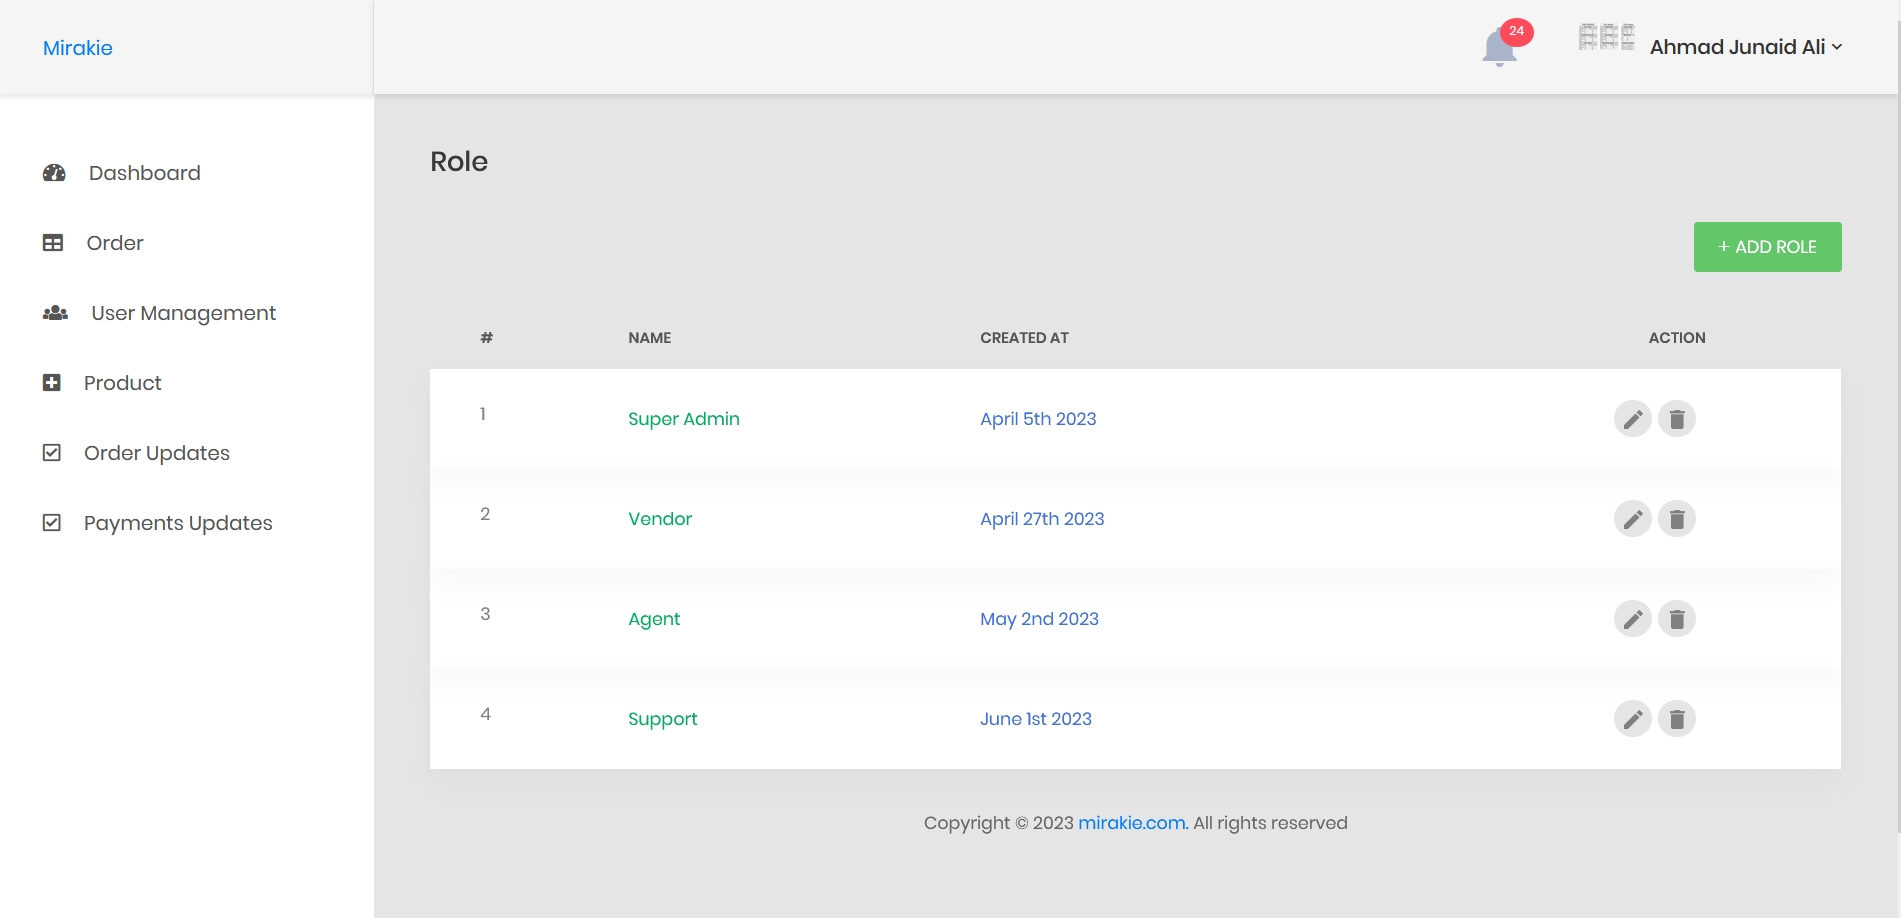 Mirakie
24
Ahmad Junaid Ali
Dashboard
Order
User Management
Product
Order Updates
Payments Updates
Role
+ ADD ROLE
# NAME CREATED AT ACTION
1 Super Admin April 5th 2023
2 Vendor April 27th 2023
3 Agent May 2nd 2023
4 Support June 1st 2023
Copyright © 2023 mirakie.com. All rights reserved